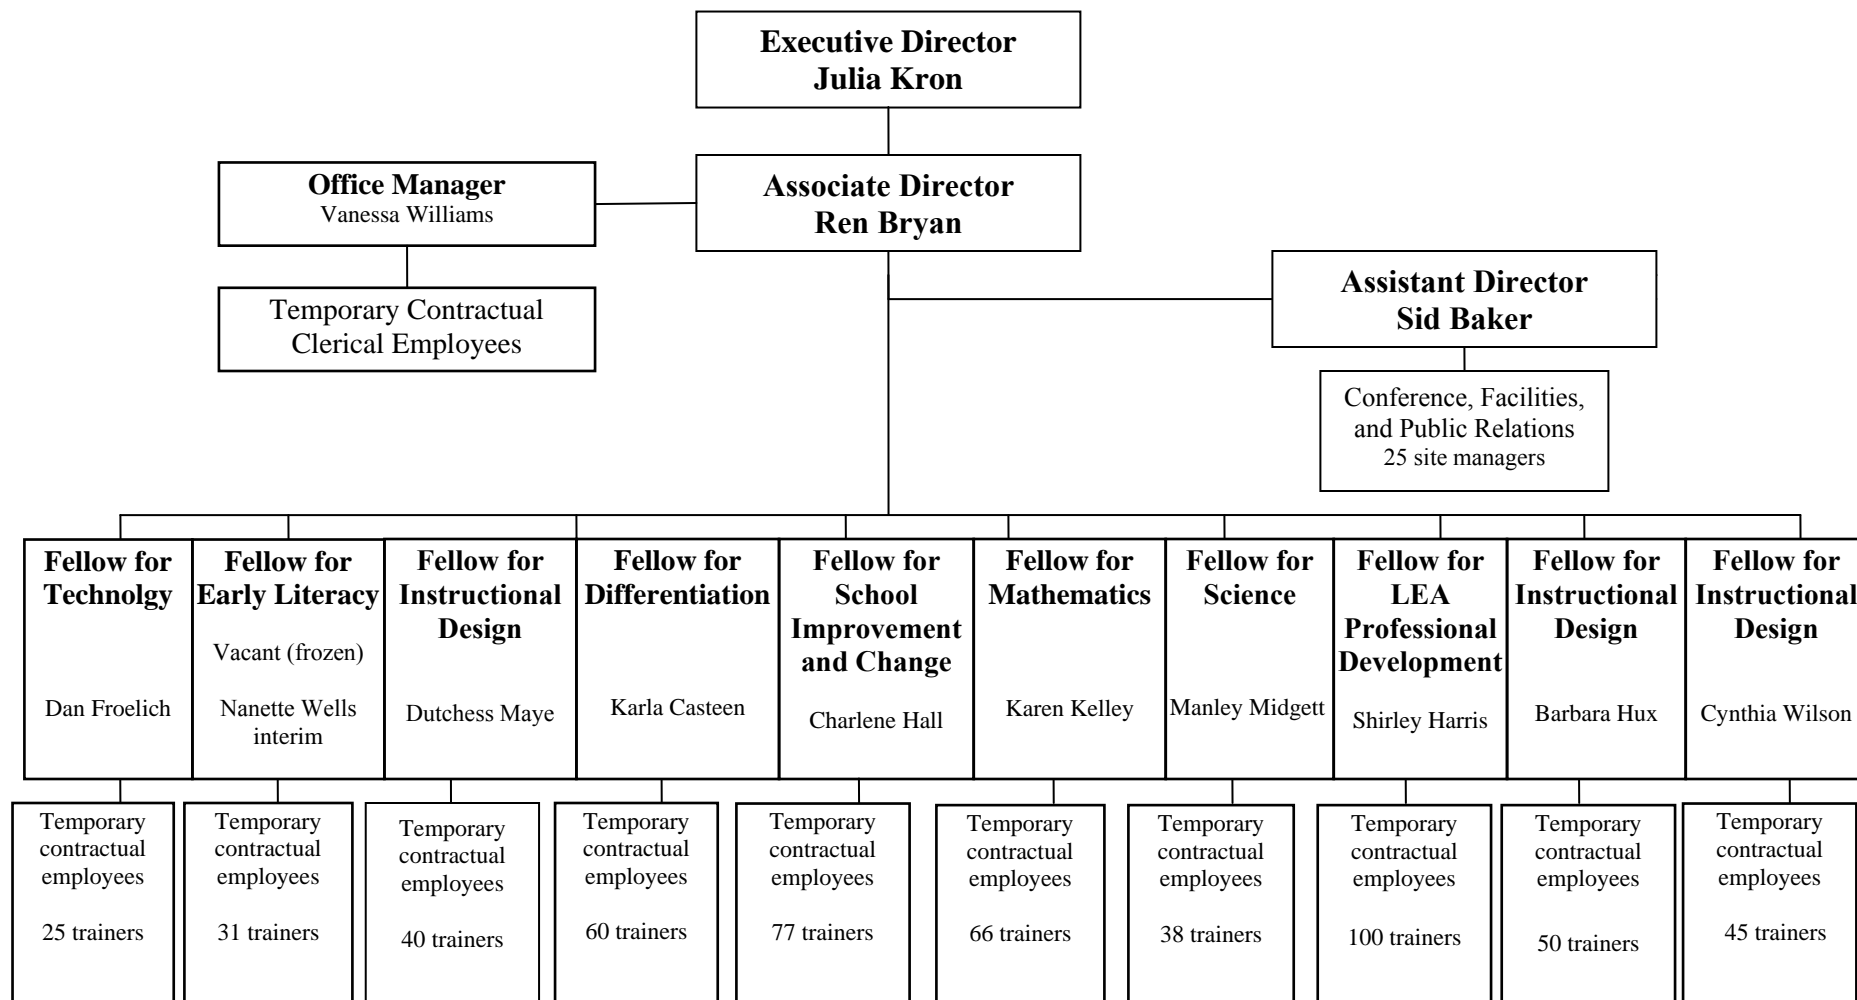 Executive Director
Julia Kron
Office Manager
Vanessa Williams
Associate Director
Ren Bryan
Temporary Contractual
Clerical Employees
Assistant Director
Sid Baker
Conference, Facilities,
and Public Relations
25 site managers
Fellow for
Technolgy
Dan Froelich
Fellow for
Early Literacy
Vacant (frozen)
Nanette Wells
interim
Fellow for
Instructional
Design
Dutchess Maye
Fellow for
Differentiation
Karla Casteen
Fellow for
School
Improvement
and Change
Charlene Hall
Fellow for
Mathematics
Karen Kelley
Fellow for
Science
Manley Midgett
Fellow for
LEA
Professional
Development
Shirley Harris
Fellow for
Instructional
Design
Barbara Hux
Fellow for
Instructional
Design
Cynthia Wilson
Temporary
contractual
employees
25 trainers
Temporary
contractual
employees
31 trainers
Temporary
contractual
employees
40 trainers
Temporary
contractual
employees
60 trainers
Temporary
contractual
employees
77 trainers
Temporary
contractual
employees
66 trainers
Temporary
contractual
employees
38 trainers
Temporary
contractual
employees
100 trainers
Temporary
contractual
employees
50 trainers
Temporary
contractual
employees
45 trainers